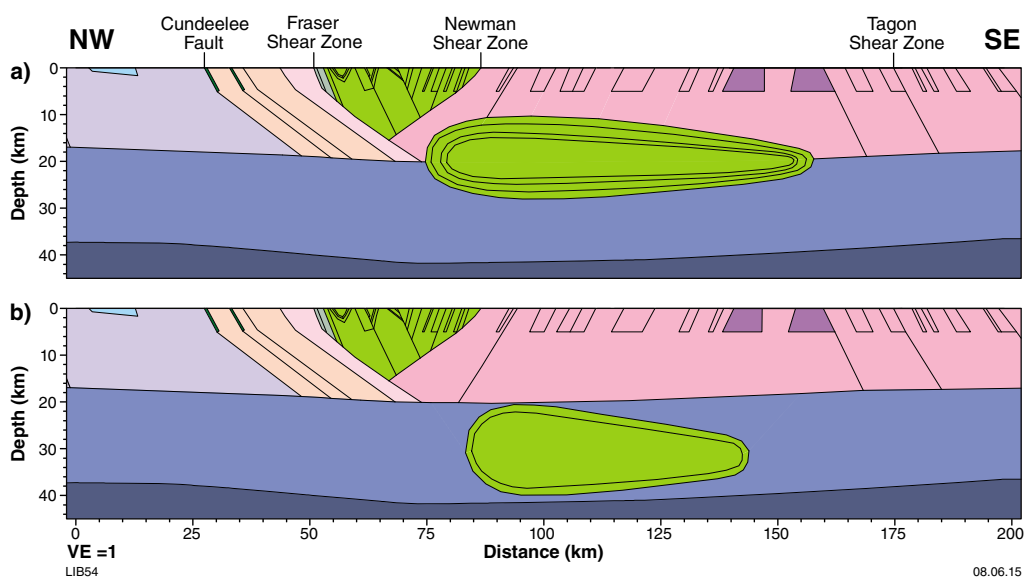 NW
Cundeelee
Fault
Fraser
Shear Zone
Newman
Shear Zone
Tagon
Shear Zone
SE
a)
0
10
20
30
40
Depth (km)
b)
0
10
20
30
40
Depth (km)
0
25
50
75
100
125
150
175
200
VE =1
Distance (km)
LIB54
08.06.15